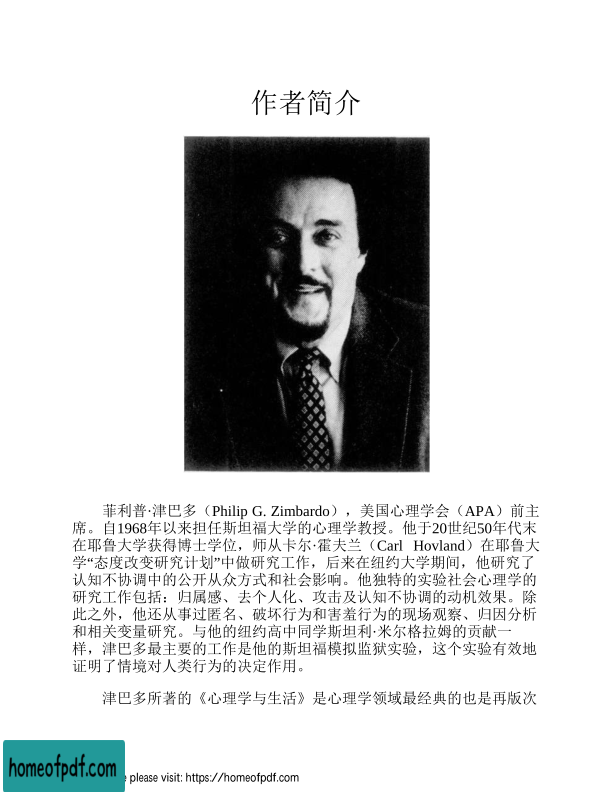 作者简介
菲利普·津巴多（Philip G. Zimbardo），美国心理学会（APA）前主
席。自1968年以来担任斯坦福大学的心理学教授。他于20世纪50年代末
在耶鲁大学获得博士学位，师从卡尔·霍夫兰（Carl Hovland）在耶鲁大
学“态度改变研究计划”中做研究工作，后来在纽约大学期间，他研究了
认知不协调中的公开从众方式和社会影响。他独特的实验社会心理学的
研究工作包括：归属感、去个人化、攻击及认知不协调的动机效果。除
此之外，他还从事过匿名、破坏行为和害羞行为的现场观察、归因分析
和相关变量研究。与他的纽约高中同学斯坦利·米尔格拉姆的贡献一
样，津巴多最主要的工作是他的斯坦福模拟监狱实验，这个实验有效地
证明了情境对人类行为的决定作用。
津巴多所著的《心理学与生活》是心理学领域最经典的也是再版次
homeofpdf.com
please visit: https://homeofpdf.com